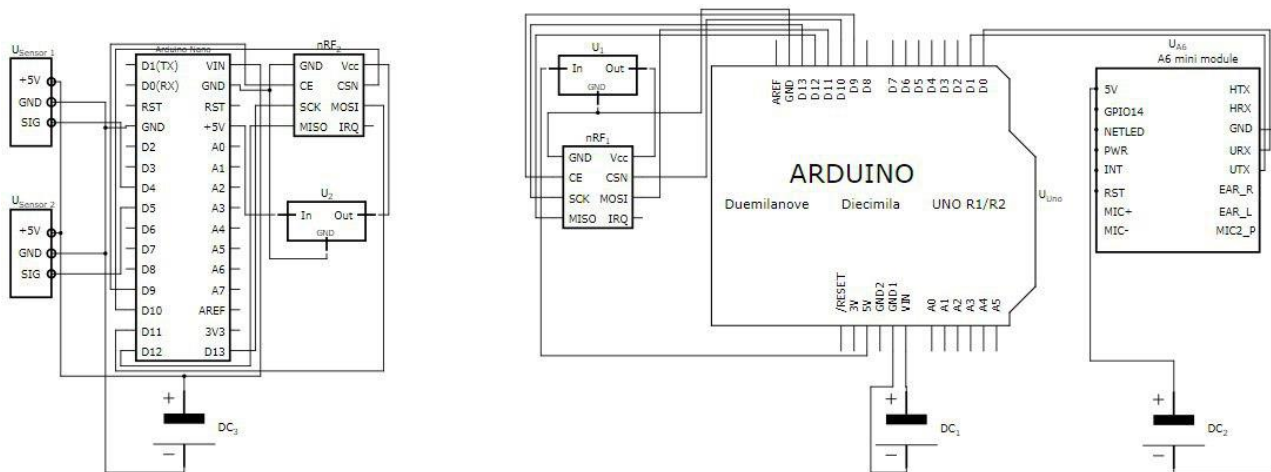 USensor 1
+5V
GND
SIG
USensor 2
+5V
GND
SIG
Arduino Nano
D1(TX) VIN
D0(RX) GND
RST RST
GND +5V
D2 A0
D3 A1
D4 A2
D5 A3
D6 A4
D7 A5
D8 A6
D9 A7
D10 AREF
D11 3V3
D12 D13
nRF2
GND Vcc
CE CSN
SCK MOSI
MISO IRQ
U2
In Out
GND
+
DC3
−
U1
In Out
GND
nRF1
GND Vcc
CE CSN
SCK MOSI
MISO IRQ
AREF GND D13 D12 D11 D10 D9 D8 D7 D6 D5 D4 D3 D2 D1 D0
ARDUINO
Duemilanove Diecimila UNO R1/R2
UUno
/RESET 3V 5V GND2 GND1 VIN A0 A1 A2 A3 A4 A5
+
DC1
−
UA6
A6 mini module
5V HTX
GPIO14 HRX
NETLED GND
PWR URX
INT UTX
RST EAR_R
MIC+ EAR_L
MIC- MIC2_P
+
DC2
−